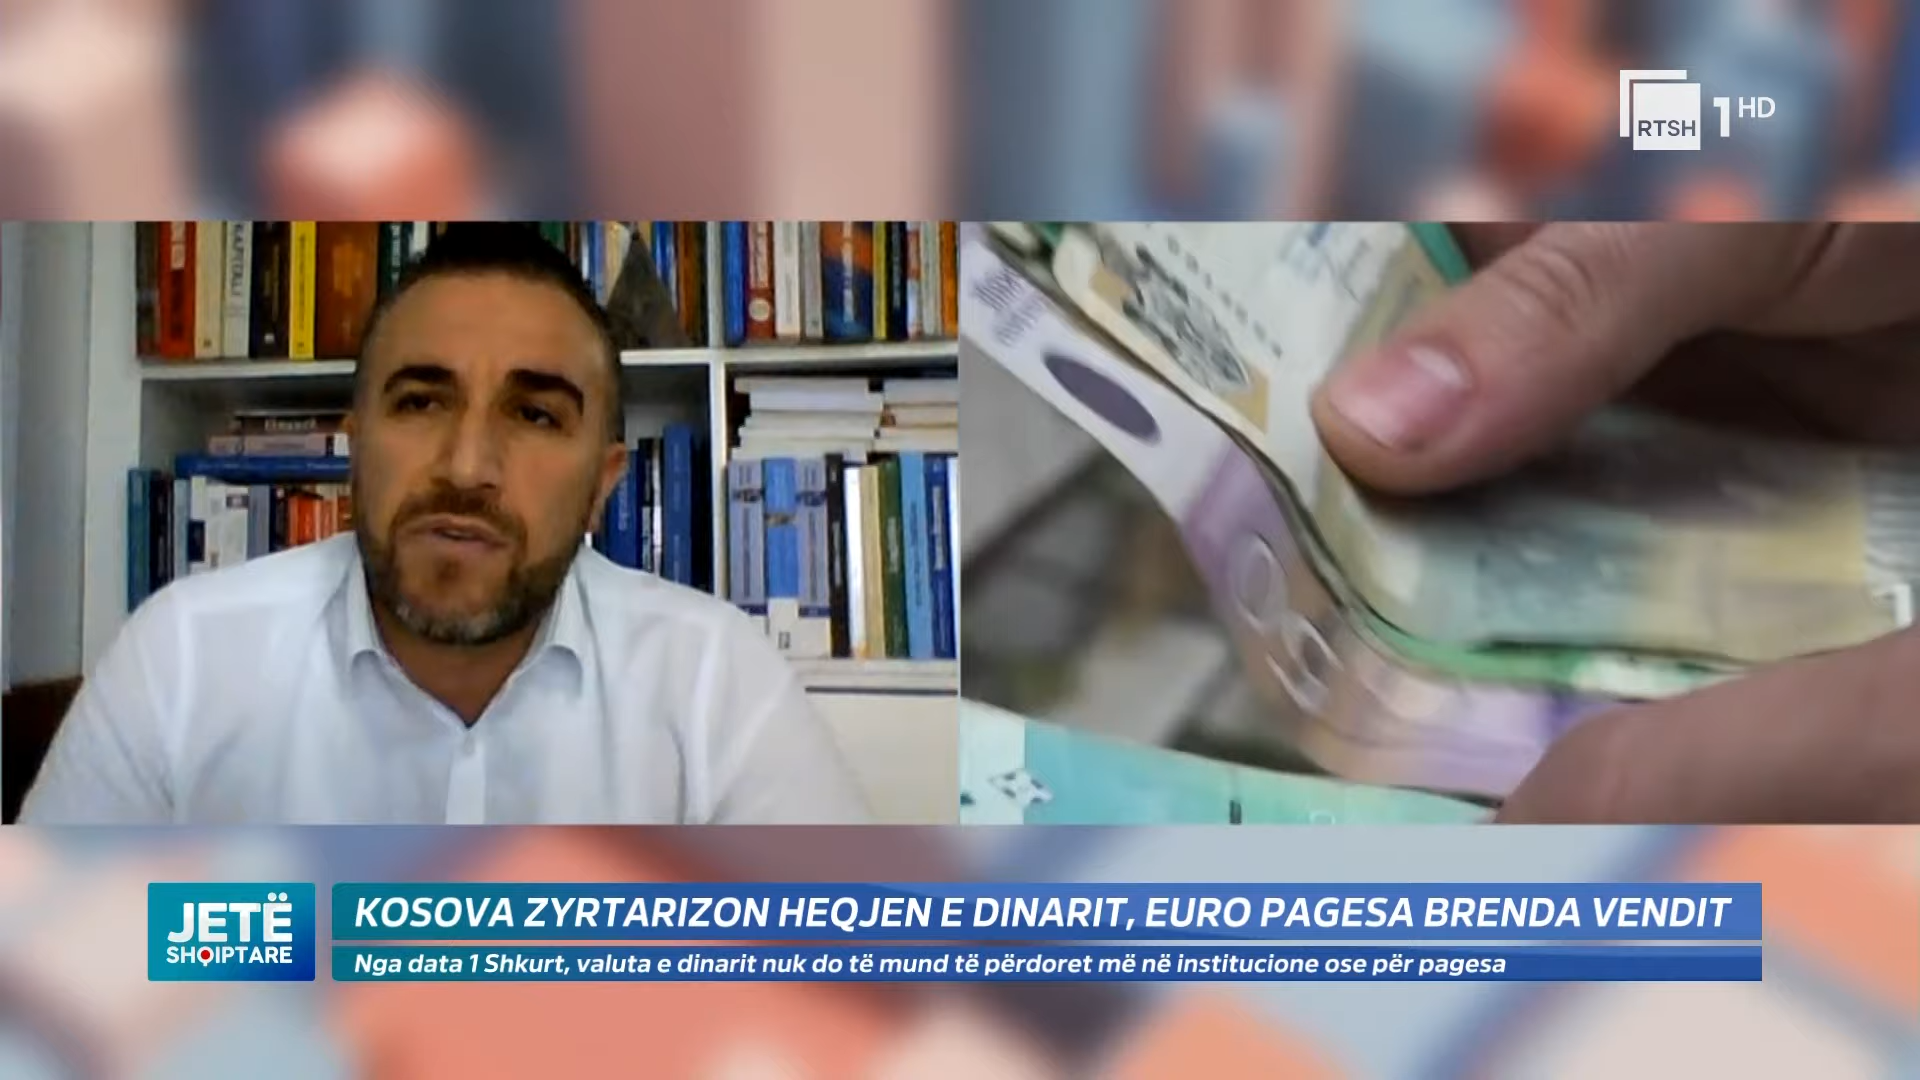 RTSH 1 HD
KAPITALI
JETË
SHQIPTARE
KOSOVA ZYRTARIZON HEQJEN E DINARIT, EURO PAGESA BRENDA VENDIT
Nga data 1 Shkurt, valuta e dinarit nuk do të mund të përdoret më në institucione ose për pagesa